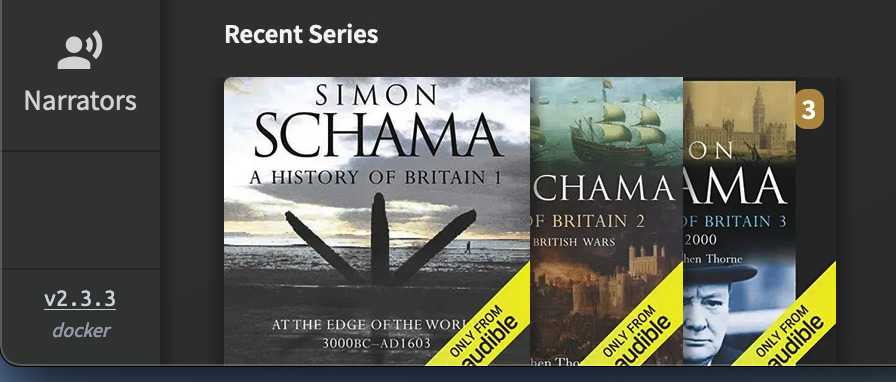 Recent Series
Narrators
v2.3.3
docker
SIMON
SCHAMA
A HISTORY OF BRITAIN 1
AT THE EDGE OF THE
3000BC–AD1603
ONLY FROM
audible
CHAMA
OF BRITAIN 2
BRITISH WARS
ONLY FROM
audible
3
ON
AMA
OF BRITAIN 3
2000
hen Thorne
ONLY FROM
audible